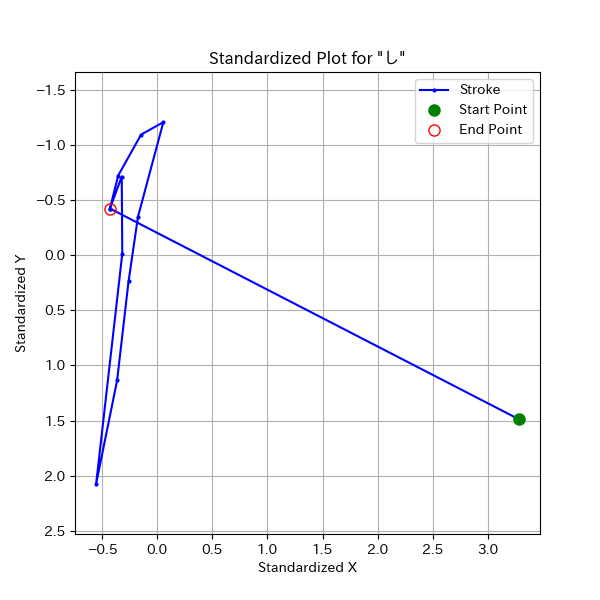 Standardized Plot for "し"
Stroke
Start Point
End Point
−1.5
−1.0
−0.5
0.0
0.5
1.0
1.5
2.0
2.5
Standardized Y
−0.5 0.0 0.5 1.0 1.5 2.0 2.5 3.0
Standardized X